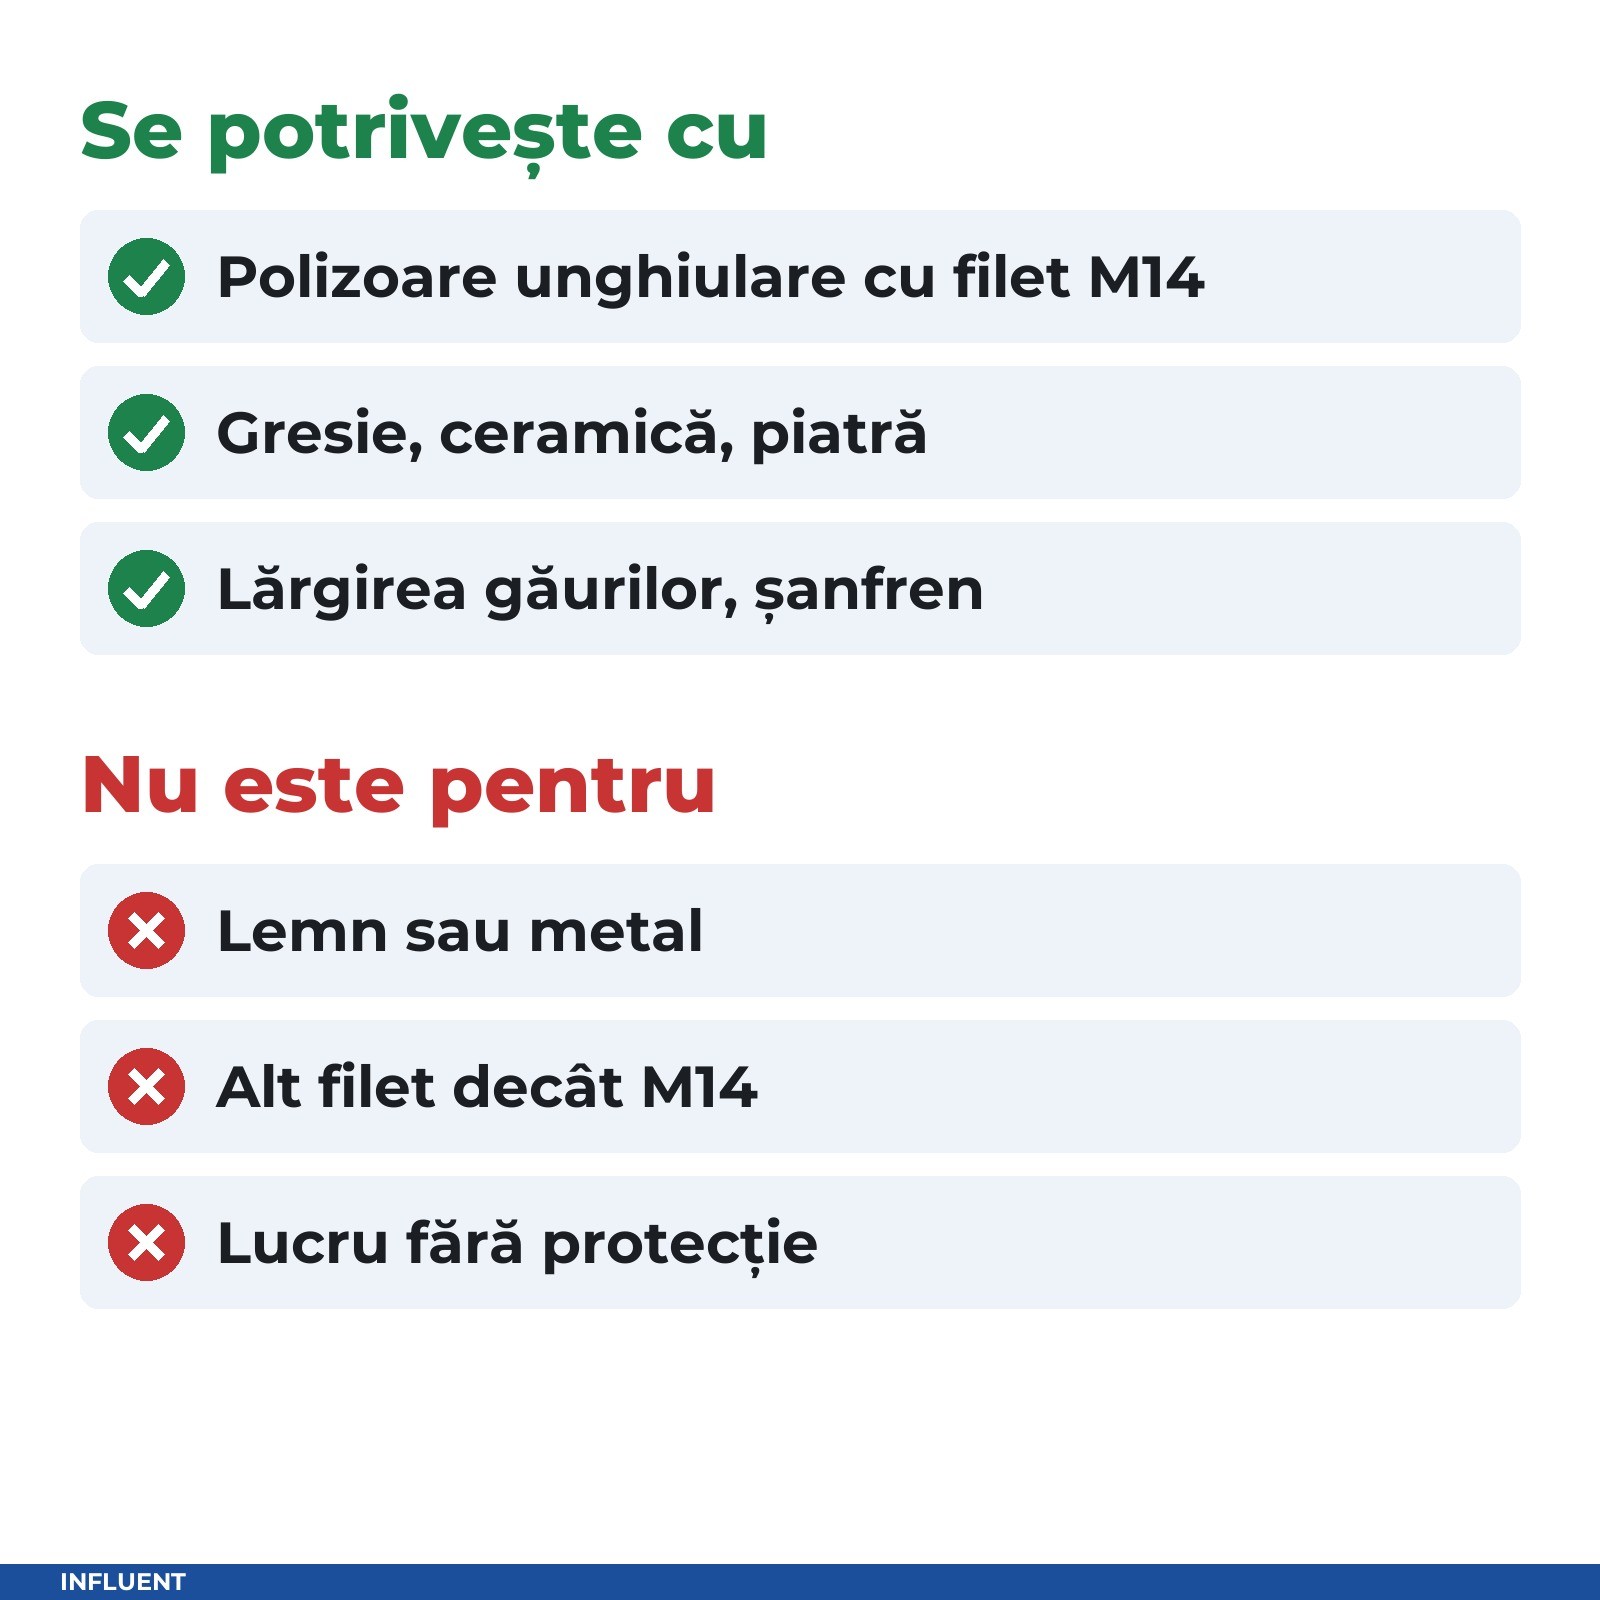 Se potrivește cu
Polizoare unghiulare cu filet M14
Gresie, ceramică, piatră
Lărgirea găurilor, șanfren
Nu este pentru
Lemn sau metal
Alt filet decât M14
Lucru fără protecție
INFLUENT